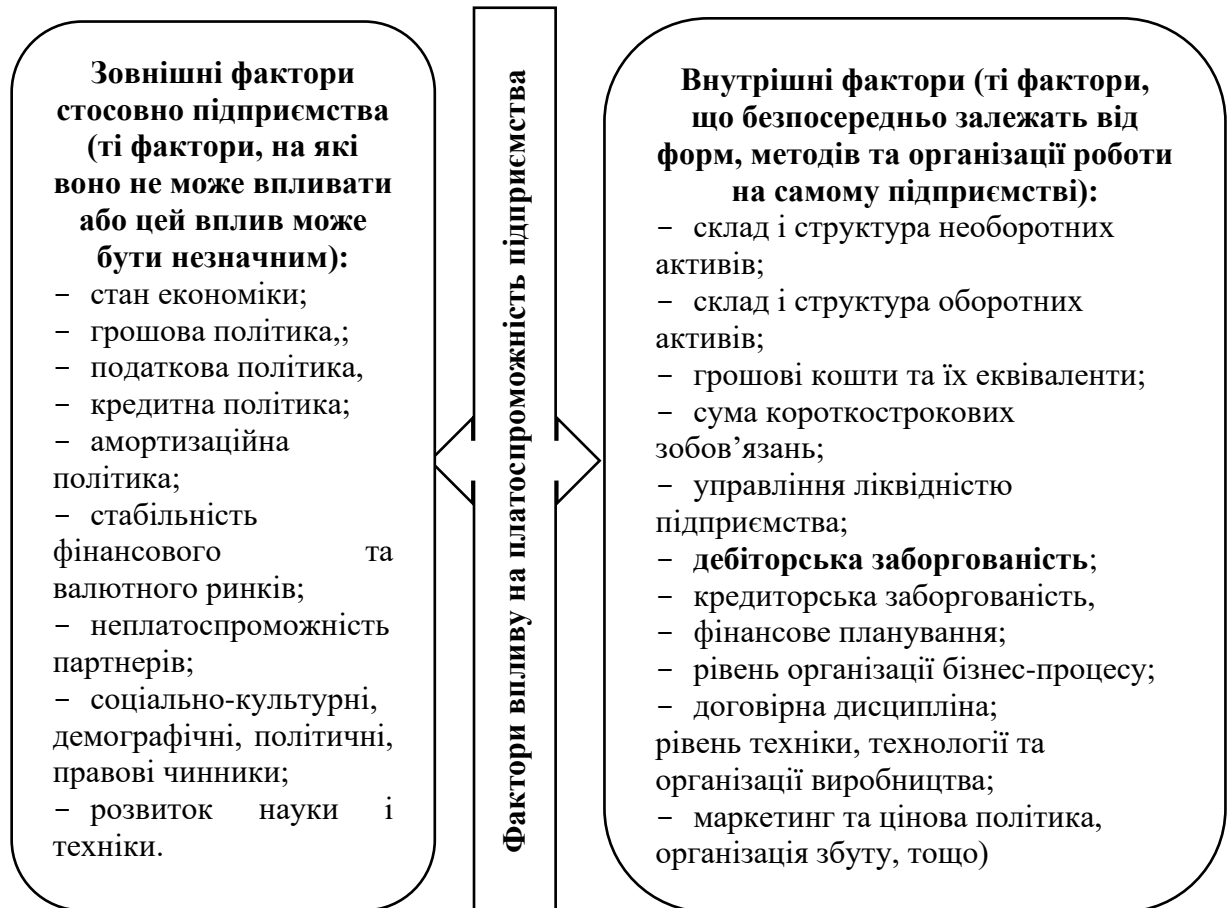 Зовнішні фактори
стосовно підприємства
(ті фактори, на які
воно не може впливати
або цей вплив може
бути незначним):
− стан економіки;
− грошова політика,;
− податкова політика,
− кредитна політика;
− амортизаційна
політика;
− стабільність
фінансового та
валютного ринків;
− неплатоспроможність
партнерів;
− соціально-культурні,
демографічні, політичні,
правові чинники;
− розвиток науки і
техніки.
Фактори впливу на платоспроможність підприємства
Внутрішні фактори (ті фактори,
що безпосередньо залежать від
форм, методів та організації роботи
на самому підприємстві):
− склад і структура необоротних
активів;
− склад і структура оборотних
активів;
− грошові кошти та їх еквіваленти;
− сума короткострокових
зобов’язань;
− управління ліквідністю
підприємства;
− дебіторська заборгованість;
− кредиторська заборгованість,
− фінансове планування;
− рівень організації бізнес-процесу;
− договірна дисципліна;
рівень техніки, технології та
організації виробництва;
− маркетинг та цінова політика,
організація збуту, тощо)